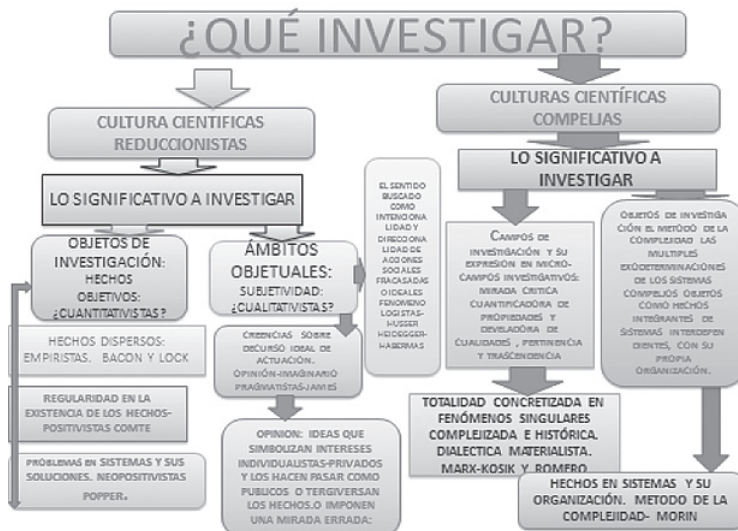 ¿QUÉ INVESTIGAR?
CULTURA CIENTIFICAS
REDUCCIONISTAS
LO SIGNIFICATIVO A INVESTIGAR
OBJETOS DE
INVESTIGACIÓN:
HECHOS
OBJETIVOS:
¿CUANTITATIVISTAS?
HECHOS DISPERSOS:
EMPIRISTAS. BACON Y LOCK
REGULARIDAD EN LA
EXISTENCIA DE LOS HECHOS-
POSITIVISTAS COMTE
PROBLEMAS EN SISTEMAS Y SUS
SOLUCIONES. NEOPOSITIVISTAS
POPPER.
ÁMBITOS
OBJETUALES:
SUBJETIVIDAD:
¿CUALITATIVISTAS?
CREENCIAS SOBRE
DECURSO IDEAL DE
ACTUACIÓN.
OPINIÓN-IMAGINARIO
PRAGMATISTAS-JAMES
OPINION: IDEAS QUE
SIMBOLIZAN INTERESES
INDIVIDUALISTAS-PRIVADOS
Y LOS HACEN PASAR COMO
PUBLICOS O TERGIVERSAN
LOS HECHOS.O IMPONEN
UNA MIRADA ERRADA:
EL SENTIDO
BUSCADO
COMO
INTENCIONA
LIDAD Y
DIRECCIONA
LIDAD DE
ACCIONES
SOCIALES
FRACASADAS
O IDEALES
FENOMENO
LOGISTAS-
HUSSER
HEIDEGGER-
HABERMAS
CULTURAS CIENTÍFICAS
COMPELJAS
LO SIGNIFICATIVO A
INVESTIGAR
CAMPOS DE
INVESTIGACIÓN Y SU
EXPRESIÓN EN MICRO-
CAMPOS INVESTIGATIVOS:
MIRADA CRITICA
CUANTIFICADORA DE
PROPIEDADES Y
DEVELADORA DE
CUALIDADES , PERTINENCIA
Y TRASCENDENCIA
TOTALIDAD CONCRETIZADA EN
FENÓMENOS SINGULARES
COMPLEJIZADA E HISTÓRICA.
DIALECTICA MATERIALISTA.
MARX-KOSIK Y ROMERO
OBJETOS DE INVESTIGA
CIÓN EL METODO DE LA
COMPLEJIDAD LAS
MULTIPLES
EXODETERMINACIONES
DE LOS SISTEMAS
COMPELJOS OBJETOS
COMO HECHOS
INTEGRANTES DE
SISTEMAS INTERDEPEN
DIENTES, CON SU
PROPIA
ORGANIZACIÓN.
HECHOS EN SISTEMAS Y SU
ORGANIZACIÓN. METODO DE LA
COMPLEJIDAD- MORIN